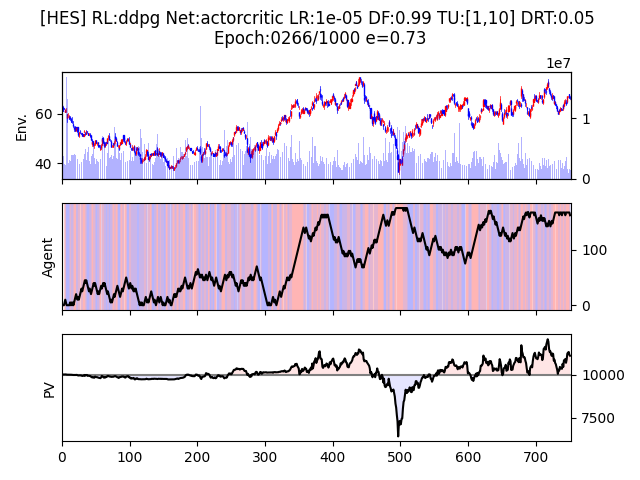 [HES] RL:ddpg Net:actorcritic LR:1e-05 DF:0.99 TU:[1,10] DRT:0.05
Epoch:0266/1000 e=0.73
1e7
Env.
60
40
1
0
Agent
100
0
PV
10000
7500
0 100 200 300 400 500 600 700